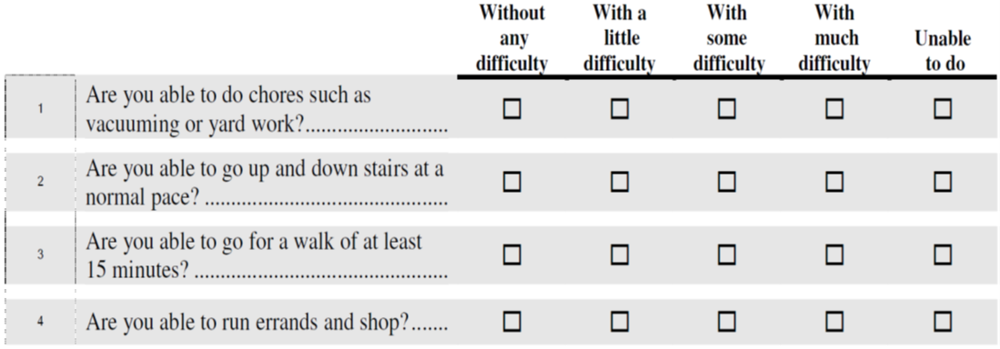 Without With a With With
any little some much Unable
difficulty difficulty difficulty difficulty to do
1 Are you able to do chores such as
vacuuming or yard work?..........................
2 Are you able to go up and down stairs at a
normal pace? .............................................
3 Are you able to go for a walk of at least
15 minutes? ...............................................
4 Are you able to run errands and shop?.......